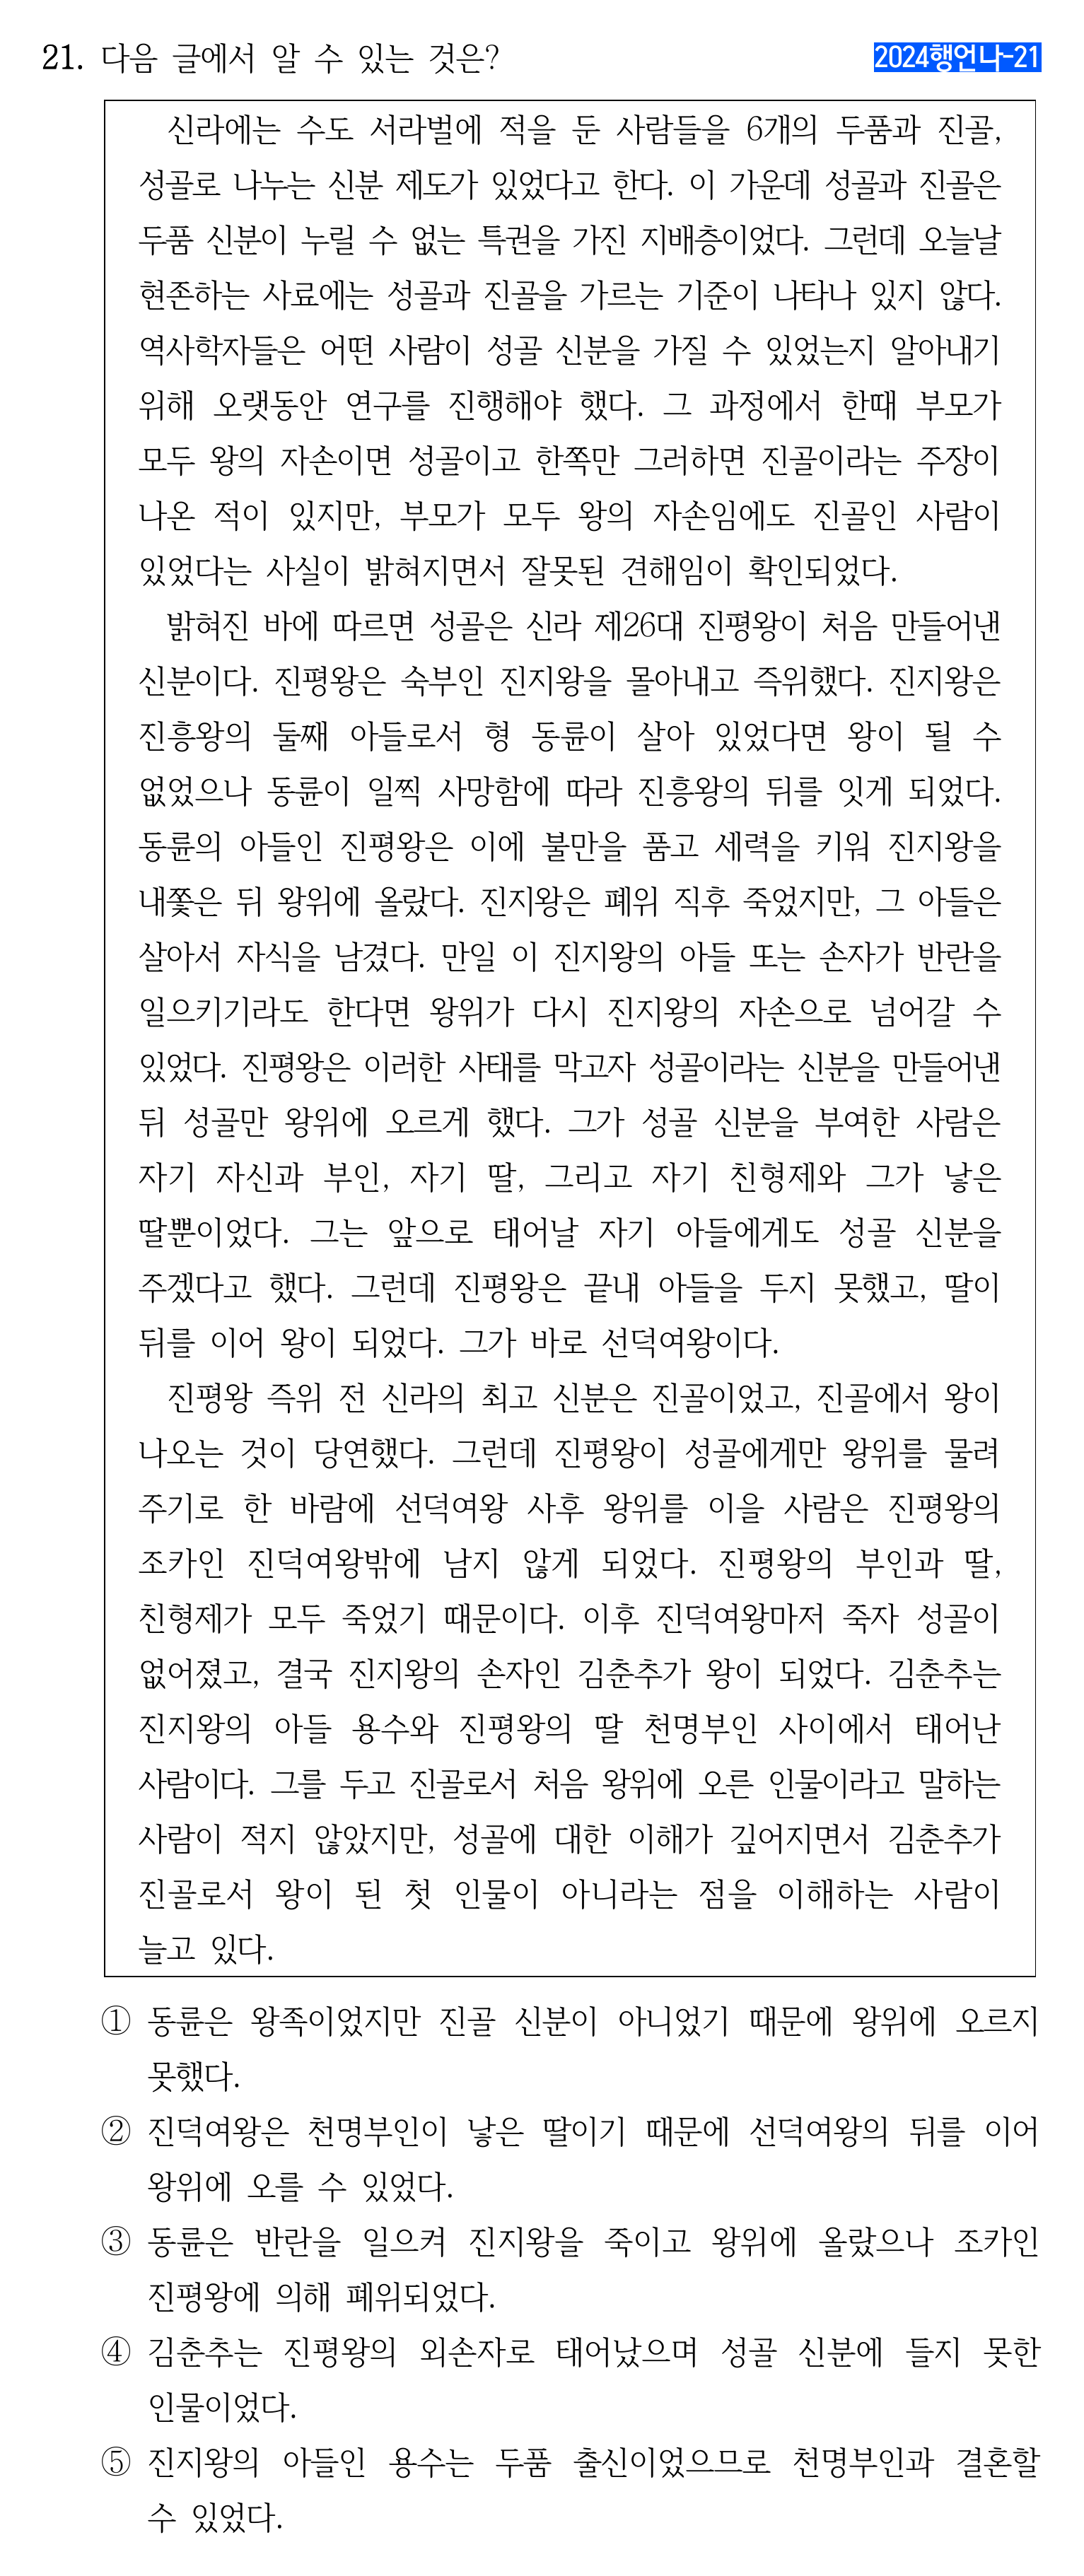 21. 다음 글에서 알 수 있는 것은?
2024행언나-21
신라에는 수도 서라벌에 적을 둔 사람들을 6개의 두품과 진골,
성골로 나누는 신분 제도가 있었다고 한다. 이 가운데 성골과 진골은
두품 신분이 누릴 수 없는 특권을 가진 지배층이었다. 그런데 오늘날
현존하는 사료에는 성골과 진골을 가르는 기준이 나타나 있지 않다.
역사학자들은 어떤 사람이 성골 신분을 가질 수 있었는지 알아내기
위해 오랫동안 연구를 진행해야 했다. 그 과정에서 한때 부모가
모두 왕의 자손이면 성골이고 한쪽만 그러하면 진골이라는 주장이
나온 적이 있지만, 부모가 모두 왕의 자손임에도 진골인 사람이
있었다는 사실이 밝혀지면서 잘못된 견해임이 확인되었다.
밝혀진 바에 따르면 성골은 신라 제26대 진평왕이 처음 만들어낸
신분이다. 진평왕은 숙부인 진지왕을 몰아내고 즉위했다. 진지왕은
진흥왕의 둘째 아들로서 형 동륜이 살아 있었다면 왕이 될 수
없었으나 동륜이 일찍 사망함에 따라 진흥왕의 뒤를 잇게 되었다.
동륜의 아들인 진평왕은 이에 불만을 품고 세력을 키워 진지왕을
내쫓은 뒤 왕위에 올랐다. 진지왕은 폐위 직후 죽었지만, 그 아들은
살아서 자식을 남겼다. 만일 이 진지왕의 아들 또는 손자가 반란을
일으키기라도 한다면 왕위가 다시 진지왕의 자손으로 넘어갈 수
있었다. 진평왕은 이러한 사태를 막고자 성골이라는 신분을 만들어낸
뒤 성골만 왕위에 오르게 했다. 그가 성골 신분을 부여한 사람은
자기 자신과 부인, 자기 딸, 그리고 자기 친형제와 그가 낳은
딸뿐이었다. 그는 앞으로 태어날 자기 아들에게도 성골 신분을
주겠다고 했다. 그런데 진평왕은 끝내 아들을 두지 못했고, 딸이
뒤를 이어 왕이 되었다. 그가 바로 선덕여왕이다.
진평왕 즉위 전 신라의 최고 신분은 진골이었고, 진골에서 왕이
나오는 것이 당연했다. 그런데 진평왕이 성골에게만 왕위를 물려
주기로 한 바람에 선덕여왕 사후 왕위를 이을 사람은 진평왕의
조카인 진덕여왕밖에 남지 않게 되었다. 진평왕의 부인과 딸,
친형제가 모두 죽었기 때문이다. 이후 진덕여왕마저 죽자 성골이
없어졌고, 결국 진지왕의 손자인 김춘추가 왕이 되었다. 김춘추는
진지왕의 아들 용수와 진평왕의 딸 천명부인 사이에서 태어난
사람이다. 그를 두고 진골로서 처음 왕위에 오른 인물이라고 말하는
사람이 적지 않았지만, 성골에 대한 이해가 깊어지면서 김춘추가
진골로서 왕이 된 첫 인물이 아니라는 점을 이해하는 사람이
늘고 있다.
① 동륜은 왕족이었지만 진골 신분이 아니었기 때문에 왕위에 오르지
못했다.
② 진덕여왕은 천명부인이 낳은 딸이기 때문에 선덕여왕의 뒤를 이어
왕위에 오를 수 있었다.
③ 동륜은 반란을 일으켜 진지왕을 죽이고 왕위에 올랐으나 조카인
진평왕에 의해 폐위되었다.
④ 김춘추는 진평왕의 외손자로 태어났으며 성골 신분에 들지 못한
인물이었다.
⑤ 진지왕의 아들인 용수는 두품 출신이었으므로 천명부인과 결혼할
수 있었다.